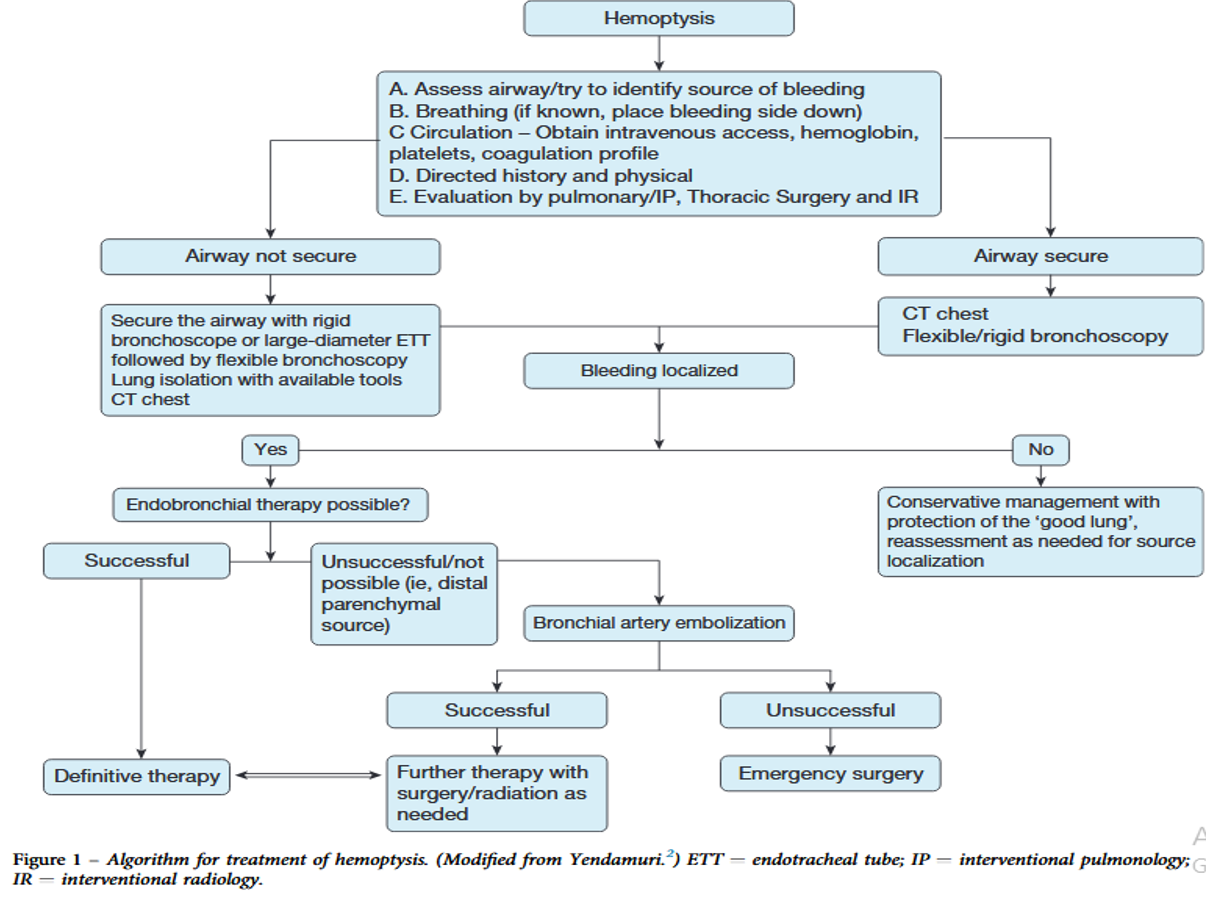 Hemoptysis
A. Assess airway/try to identify source of bleeding
B. Breathing (if known, place bleeding side down)
C Circulation – Obtain intravenous access, hemoglobin,
platelets, coagulation profile
D. Directed history and physical
E. Evaluation by pulmonary/IP, Thoracic Surgery and IR
Airway not secure
Airway secure
Secure the airway with rigid
bronchoscope or large-diameter ETT
followed by flexible bronchoscopy
Lung isolation with available tools
CT chest
CT chest
Flexible/rigid bronchoscopy
Bleeding localized
Yes
No
Endobronchial therapy possible?
Conservative management with
protection of the ‘good lung’,
reassessment as needed for source
localization
Successful
Unsuccessful/not
possible (ie, distal
parenchymal
source)
Bronchial artery embolization
Successful
Unsuccessful
Definitive therapy
Further therapy with
surgery/radiation as
needed
Emergency surgery
Figure 1 – Algorithm for treatment of hemoptysis. (Modified from Yendamuri.2) ETT = endotracheal tube; IP = interventional pulmonology;
IR = interventional radiology.
A
G